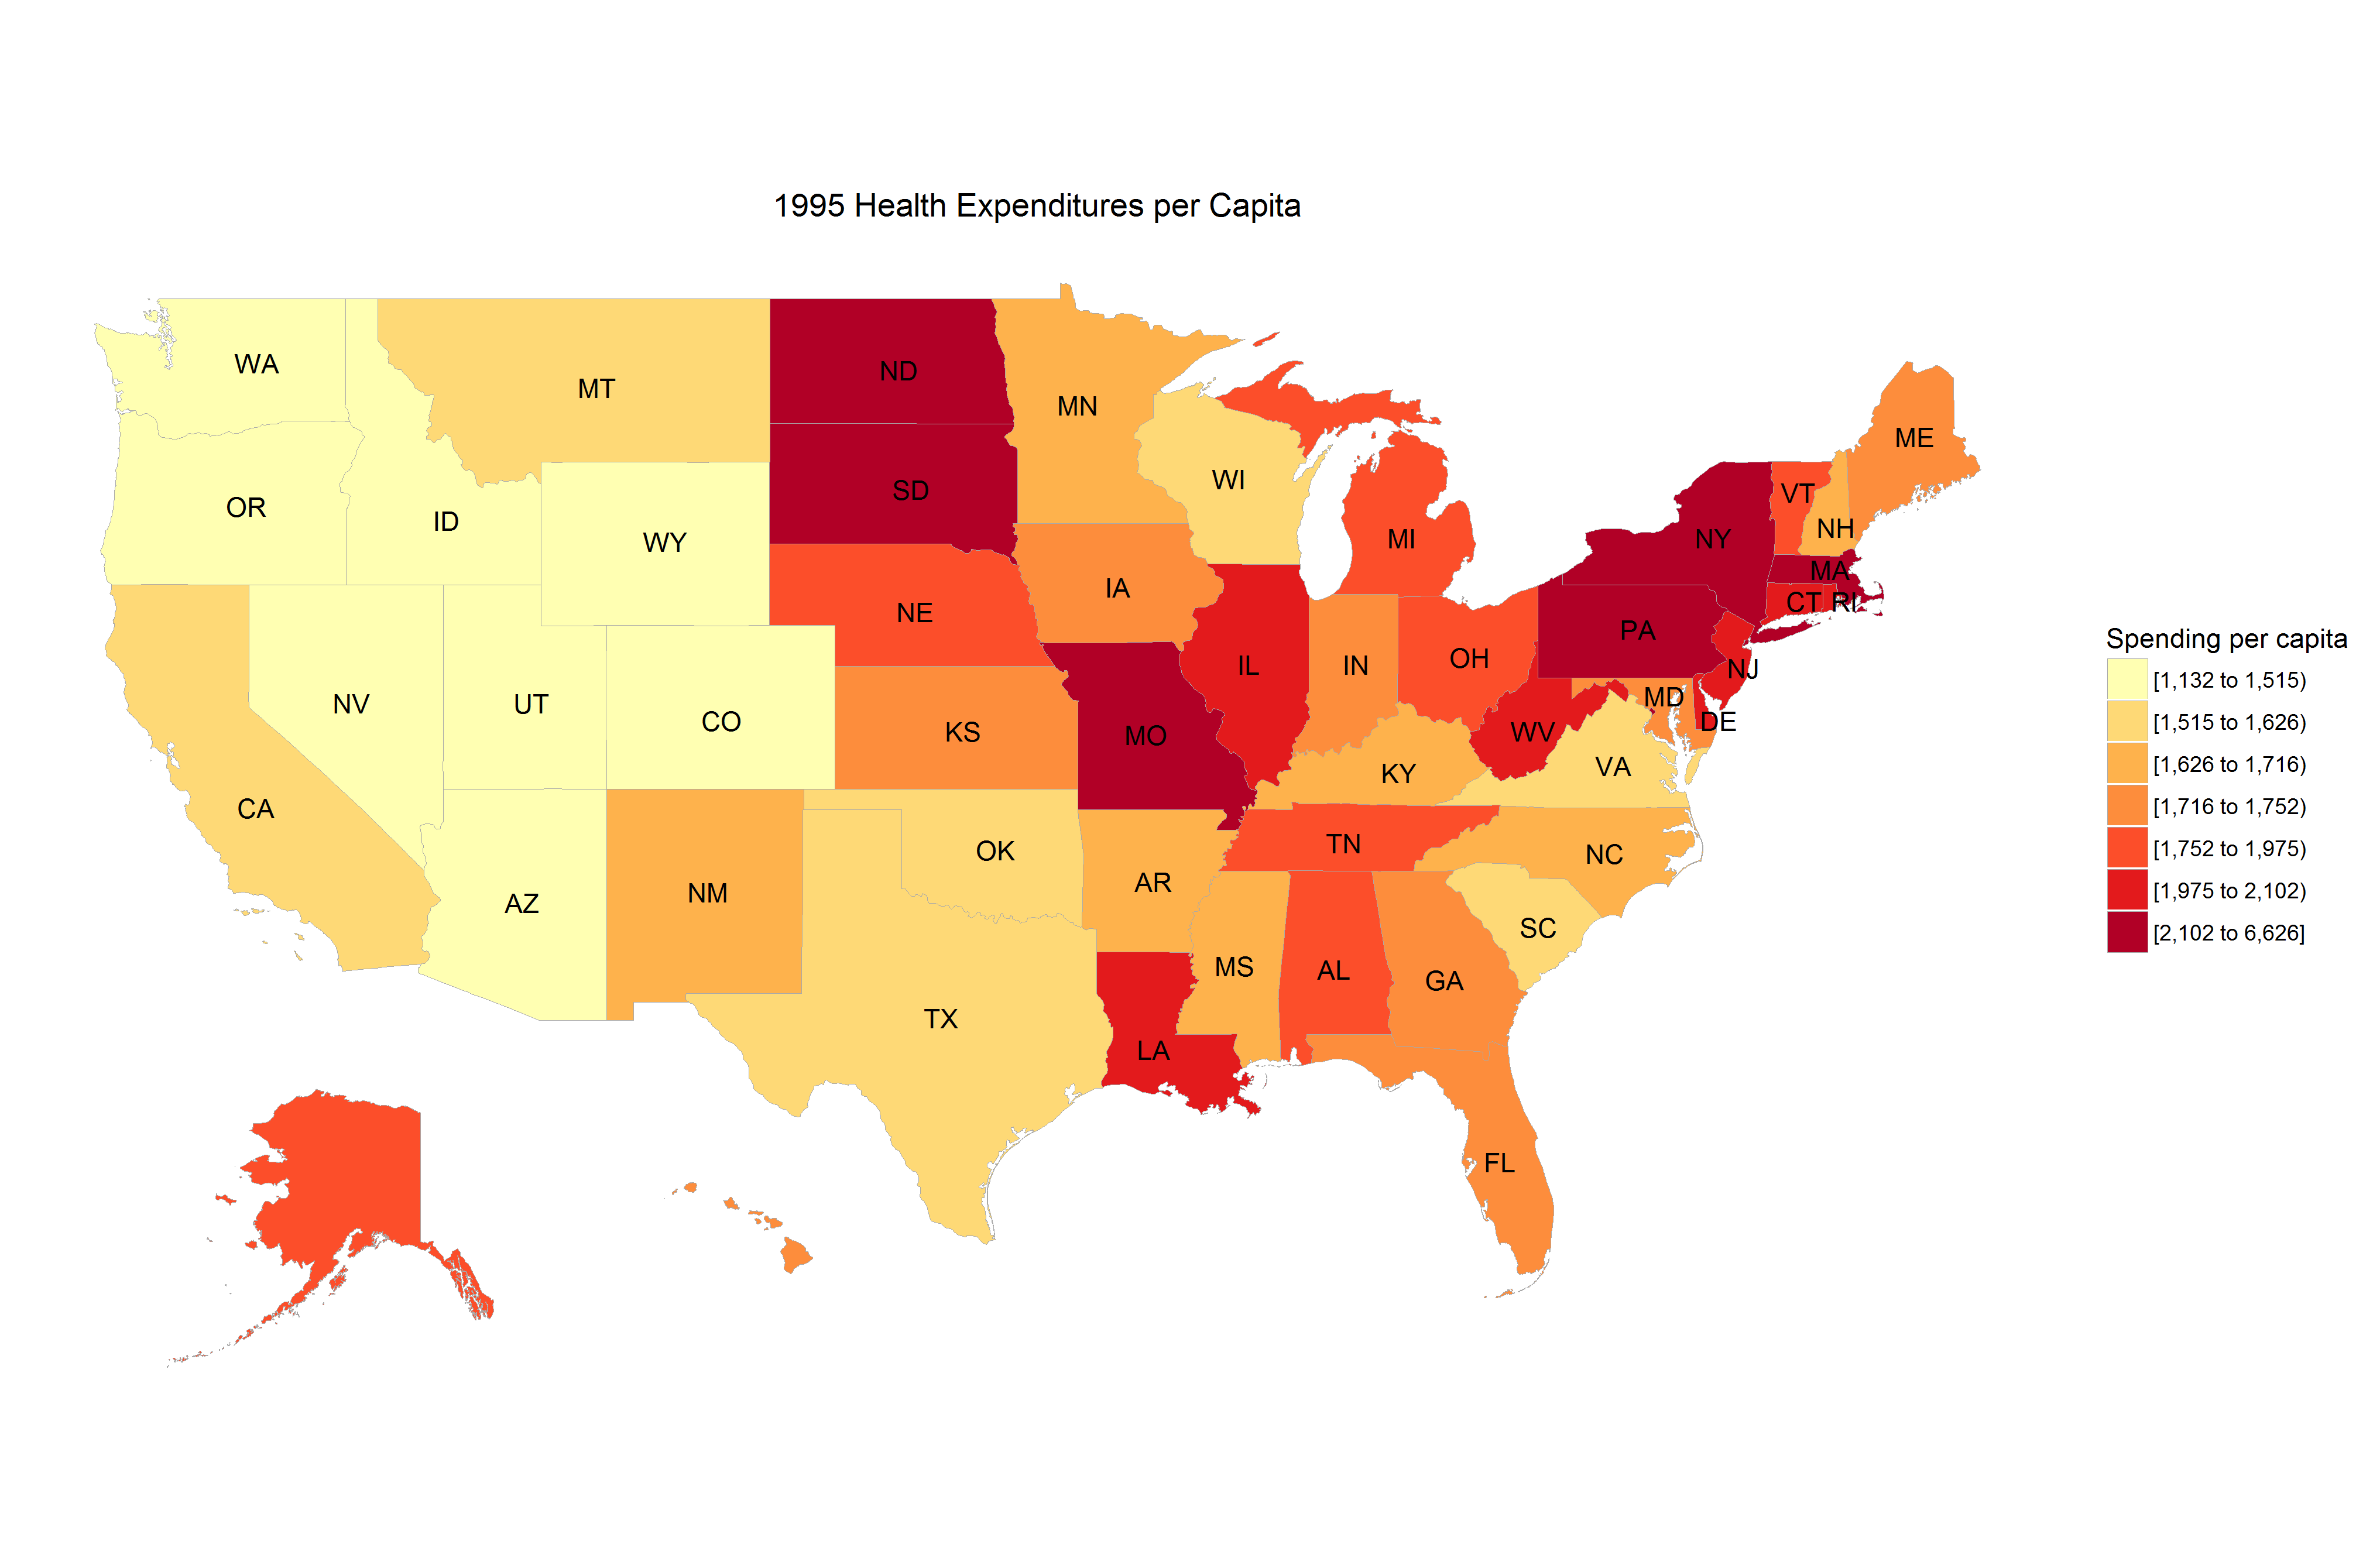 1995 Health Expenditures per Capita
WA
MT
ND
MN
ME
OR
ID
SD
WI
VT
NH
WY
MI
NY
MA
NE
IA
CT
RI
PA
IL
IN
OH
NJ
NV
UT
CO
KS
MO
WV
MD
DE
KY
VA
CA
OK
TN
NC
AZ
NM
AR
SC
MS
AL
GA
TX
LA
FL
Spending per capita
[1,132 to 1,515)
[1,515 to 1,626)
[1,626 to 1,716)
[1,716 to 1,752)
[1,752 to 1,975)
[1,975 to 2,102)
[2,102 to 6,626]